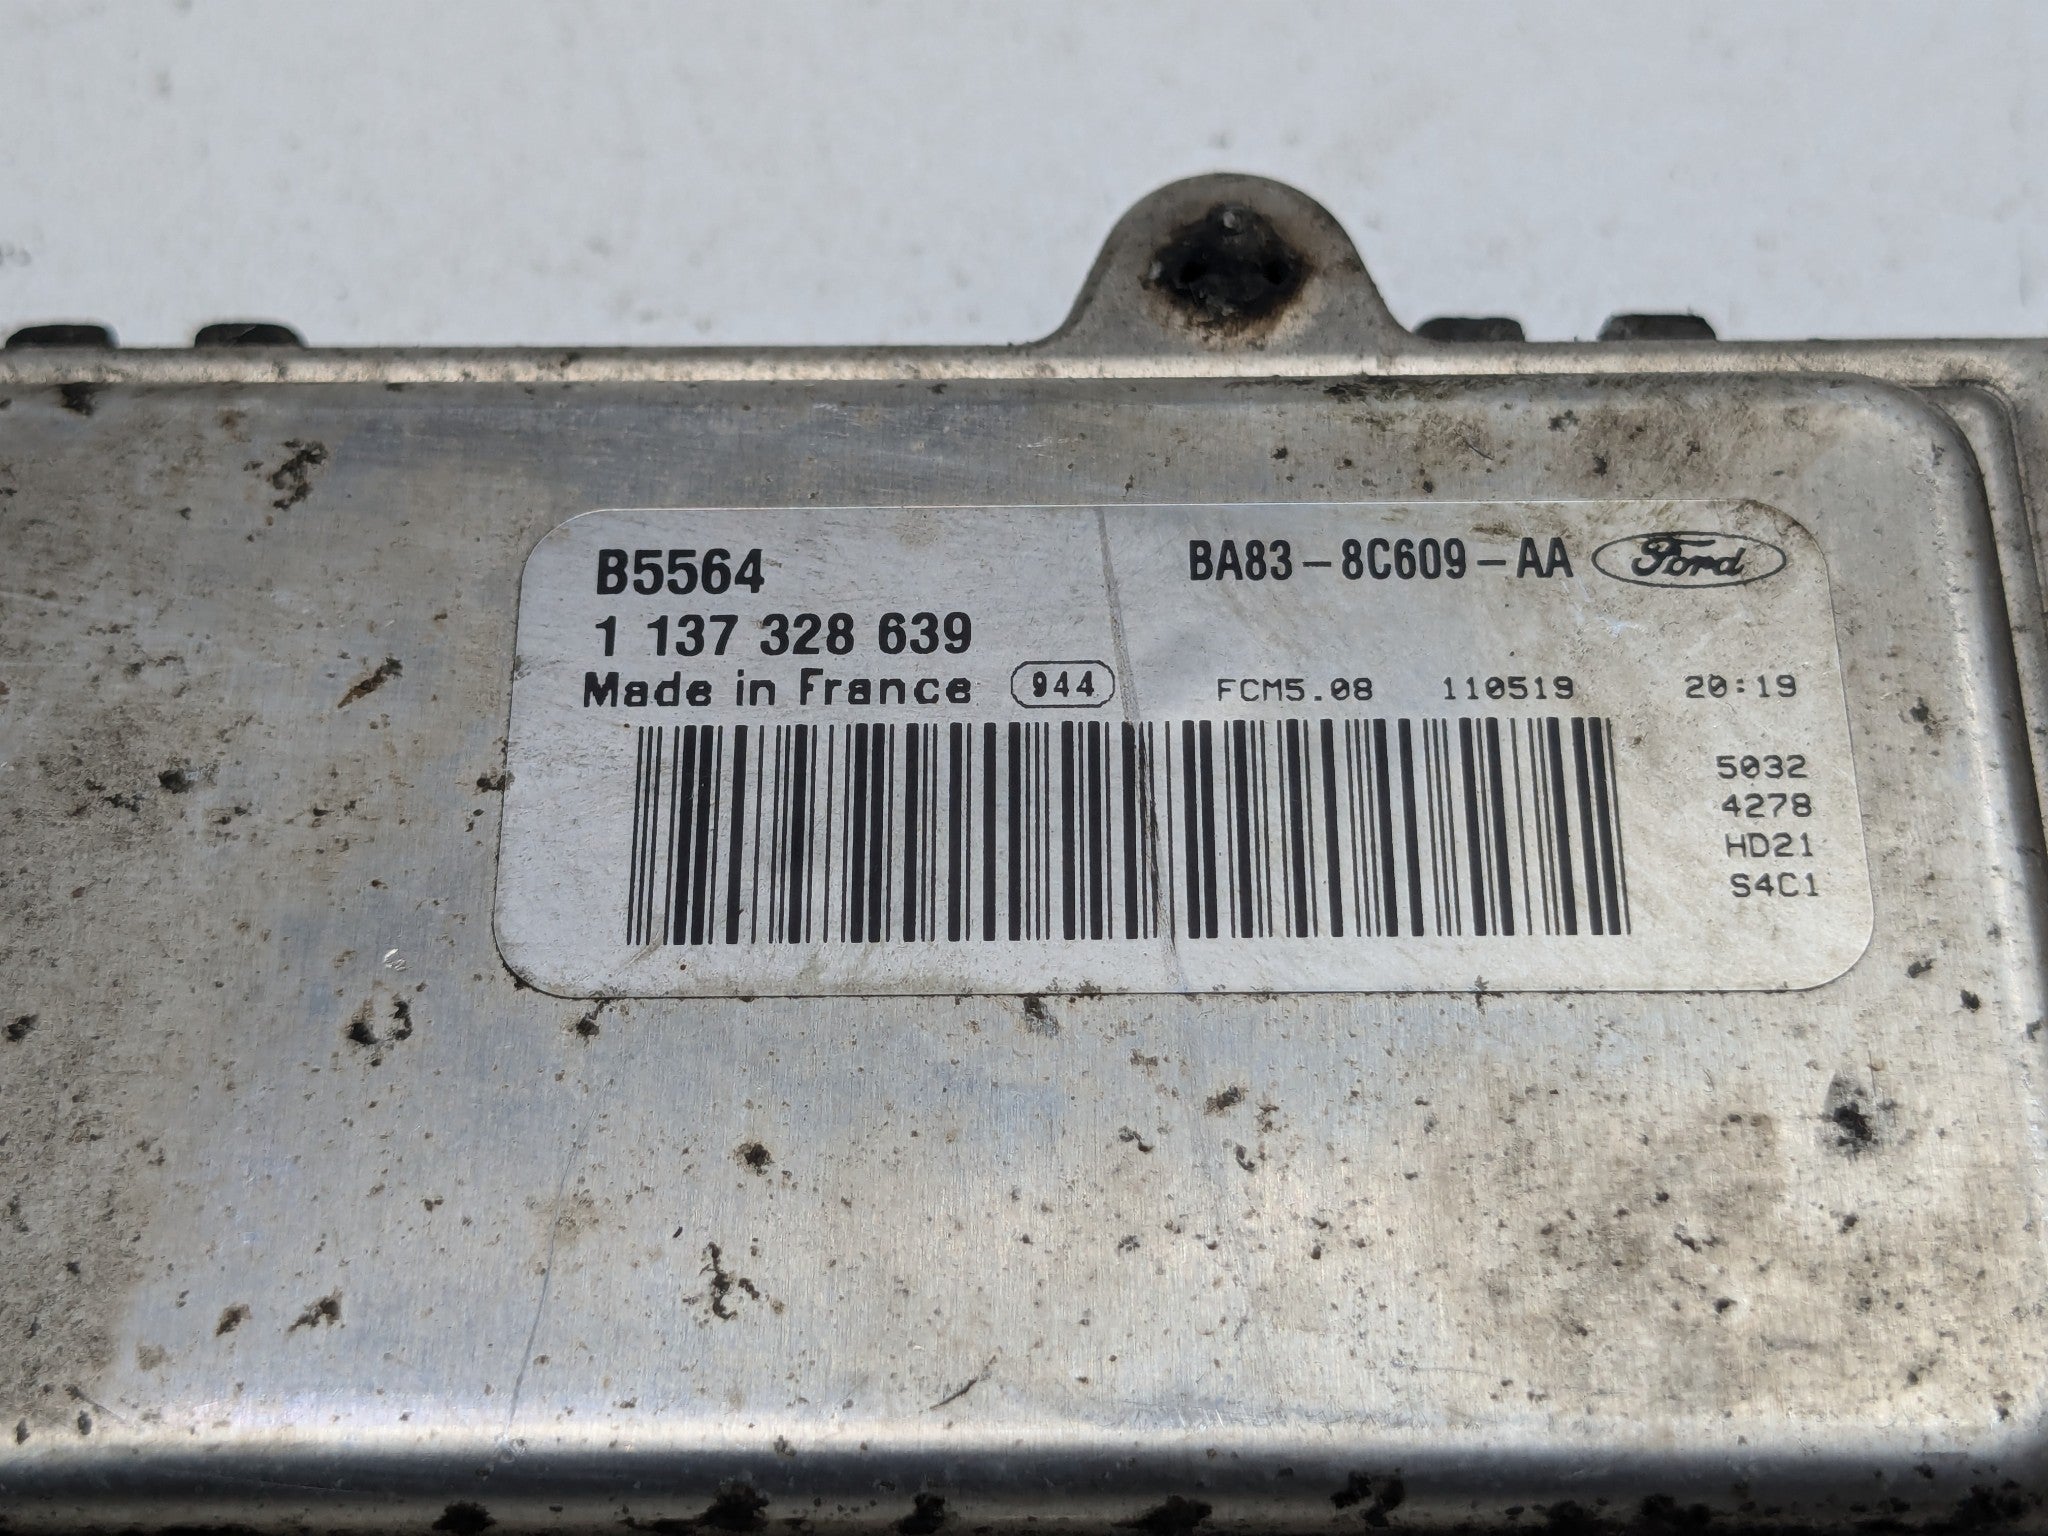 B5564
BA83-8C609-AA Ford
1 137 328 639
Made in France 944 FCM5.08 110519 20:19
5032
4278
HD21
S4C1